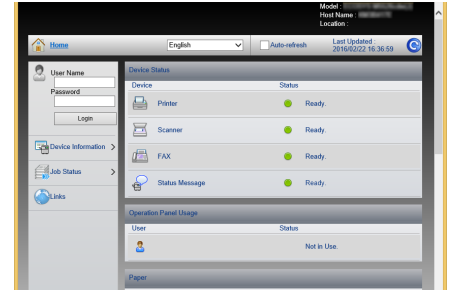 Model :
Host Name :
Location :
Home
English
Auto-refresh
Last Updated :
2016/02/22 16:36:59
User Name
Password
Login
Device Information >
Job Status >
Links
Device Status
Device Status
Printer Ready.
Scanner Ready.
FAX Ready.
Status Message Ready.
Operation Panel Usage
User Status
Not in Use.
Paper